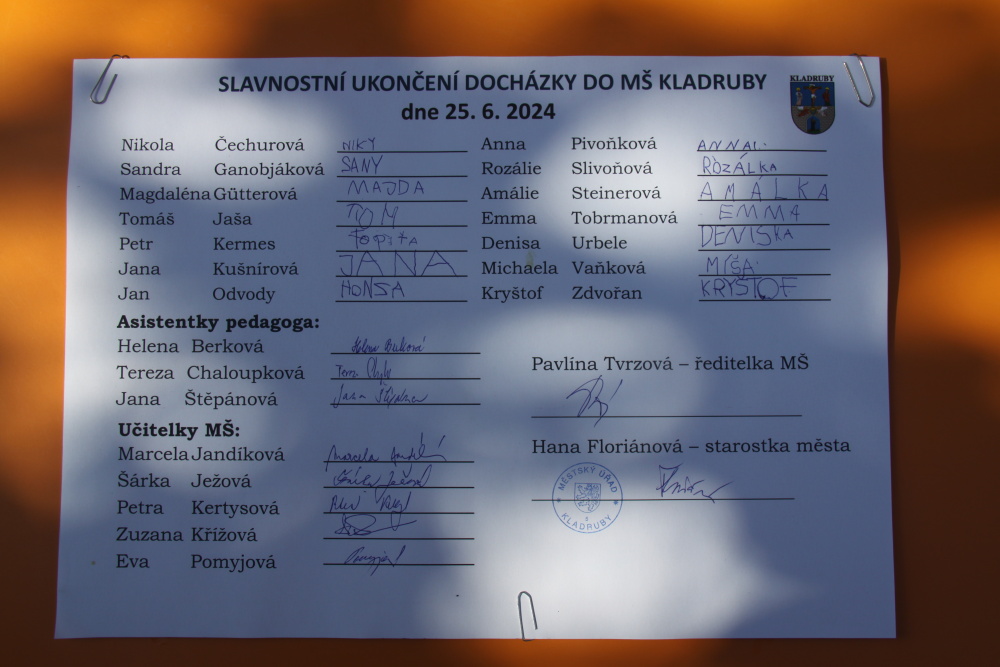 SLAVNOSTNÍ UKONČENÍ DOCHÁZKY DO MŠ KLADRUBY
dne 25. 6. 2024
KLADRUBY
Nikola Čechurová NIKY
Sandra Ganobjáková SANY
Magdaléna Gütterová MAJDA
Tomáš Jaša TOM
Petr Kermes
Jana Kušnírová JANA
Jan Odvody HONSA
Anna Pivoňková
Rozálie Slivoňová ROZÁLKA
Amálie Steinerová AMÁLKA
Emma Tobrmanová EMMA
Denisa Urbele DENISKA
Michaela Vaňková MÍŠA
Kryštof Zdvořan KRYŠTOF
Asistentky pedagoga:
Helena Berková
Tereza Chaloupková
Jana Štěpánová
Učitelky MŠ:
Marcela Jandíková
Šárka Ježová
Petra Kertysová
Zuzana Křížová
Eva Pomyjová
Pavlína Tvrzová – ředitelka MŠ
Hana Floriánová – starostka města
MĚSTSKÝ ÚŘAD
KLADRUBY